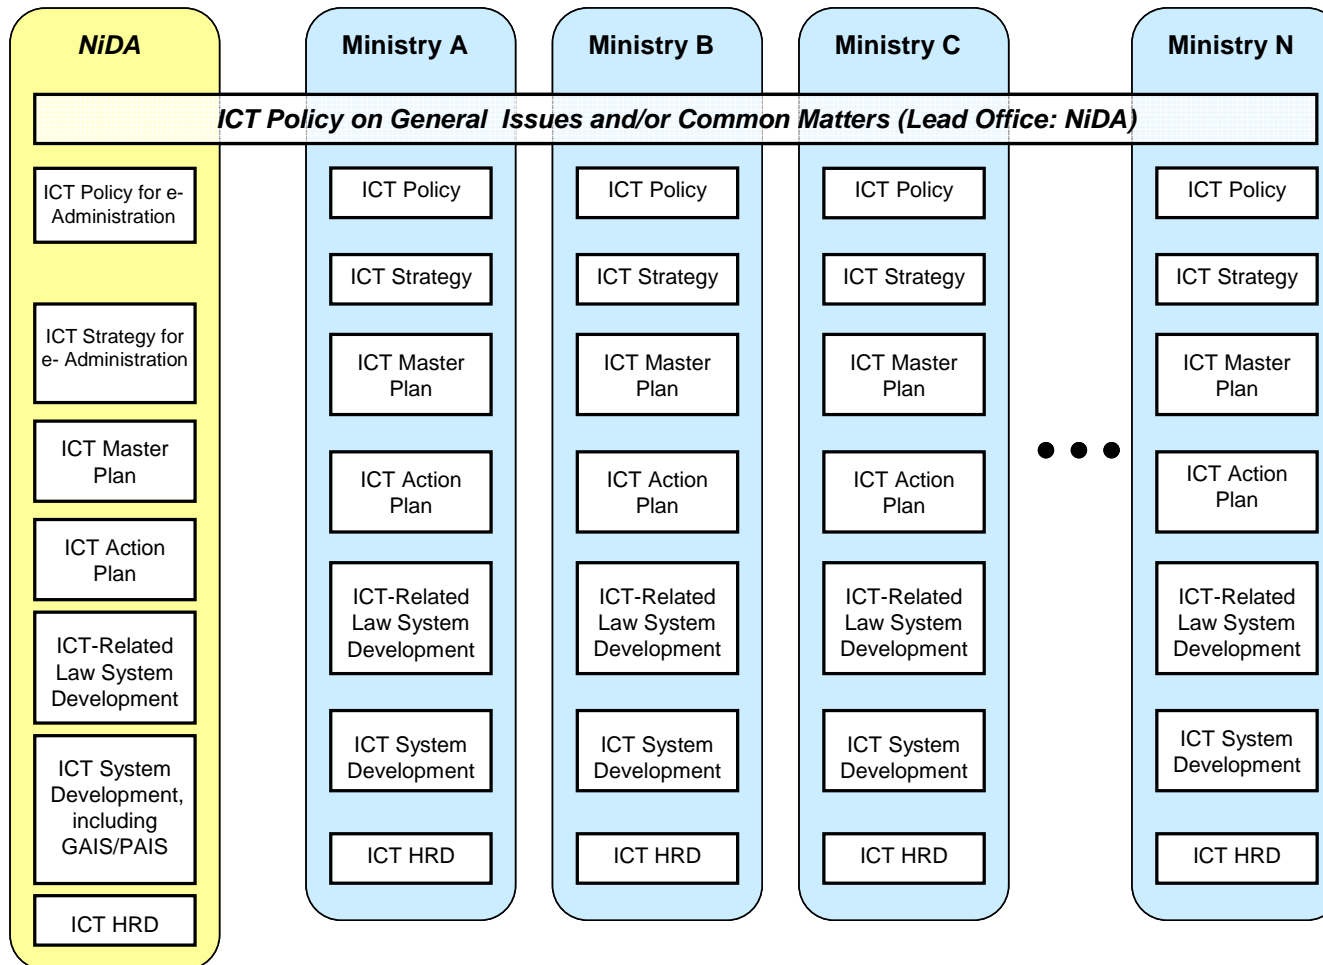 NiDA
Ministry A
Ministry B
Ministry C
Ministry N
ICT Policy on General Issues and/or Common Matters (Lead Office: NiDA)
ICT Policy for e-
Administration
ICT Strategy for
e- Administration
ICT Master
Plan
ICT Action
Plan
ICT-Related
Law System
Development
ICT System
Development,
including
GAIS/PAIS
ICT HRD
ICT Policy
ICT Strategy
ICT Master
Plan
ICT Action
Plan
ICT-Related
Law System
Development
ICT System
Development
ICT HRD
ICT Policy
ICT Strategy
ICT Master
Plan
ICT Action
Plan
ICT-Related
Law System
Development
ICT System
Development
ICT HRD
ICT Policy
ICT Strategy
ICT Master
Plan
ICT Action
Plan
ICT-Related
Law System
Development
ICT System
Development
ICT HRD
ICT Policy
ICT Strategy
ICT Master
Plan
ICT Action
Plan
ICT-Related
Law System
Development
ICT System
Development
ICT HRD